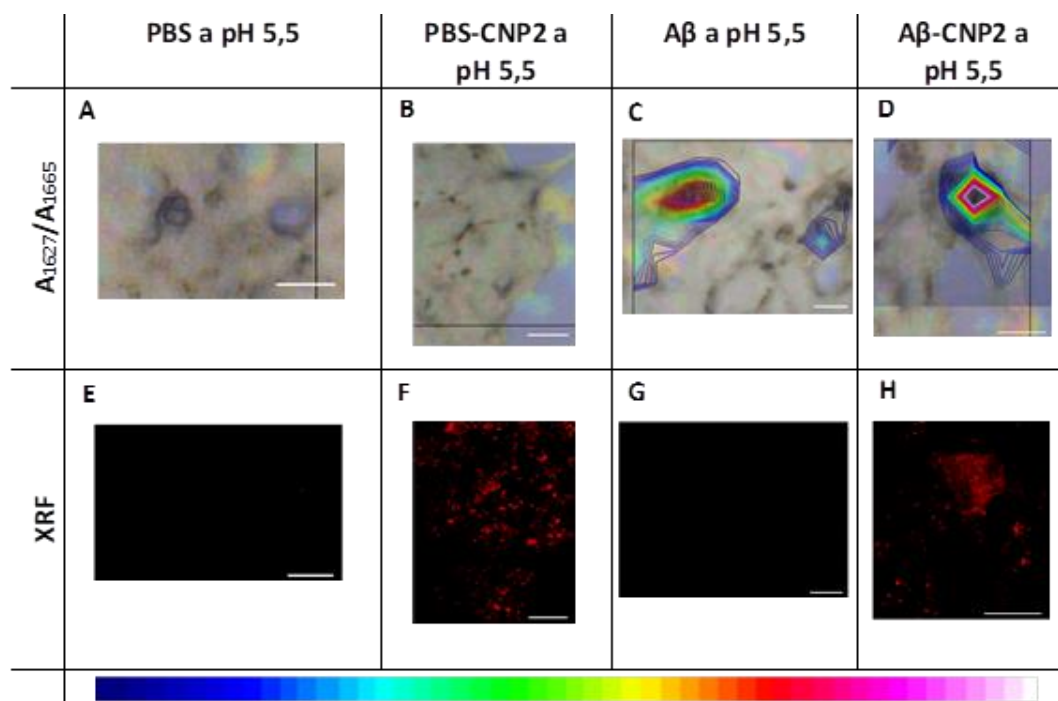 PBS a pH 5,5
PBS-CNP2 a
pH 5,5
Aβ a pH 5,5
Aβ-CNP2 a
pH 5,5
A1627/A1665
A
B
C
D
XRF
E
F
G
H